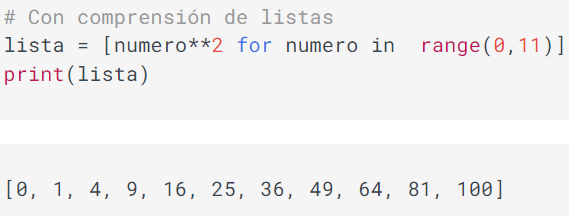 # Con comprensión de listas
lista = [numero**2 for numero in  range(0,11)]
print(lista)
[0, 1, 4, 9, 16, 25, 36, 49, 64, 81, 100]